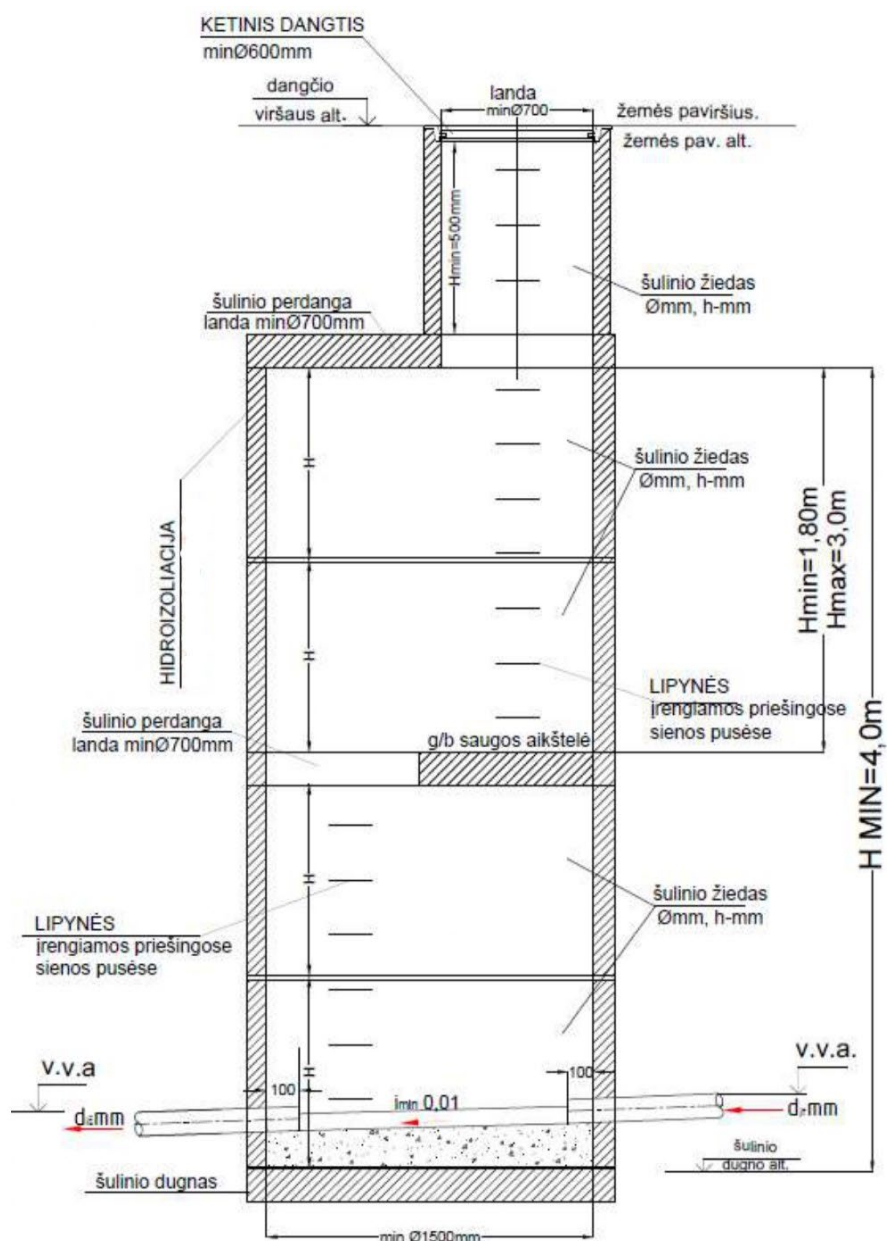 KETINIS DANGTIS
minØ600mm
dangčio
viršaus alt.
landa
minØ700
žemės paviršius.
žemės pav. alt.
Hmin=500mm
šulinio žiedas
Ømm, h-mm
šulinio perdanga
landa minØ700mm
H
šulinio žiedas
Ømm, h-mm
Hmin=1,80m
Hmax=3,0m
HIDROIZOLIACIJA
H
LIPYNĖS
įrengiamos priešingose
sienos pusėse
šulinio perdanga
landa minØ700mm
g/b saugos aikštelė
H MIN=4,0m
H
šulinio žiedas
Ømm, h-mm
LIPYNĖS
įrengiamos priešingose
sienos pusėse
H
v.v.a
v.v.a.
100
100
imin 0,01
šulinio
dugno alt.
šulinio dugnas
min Ø1500mm